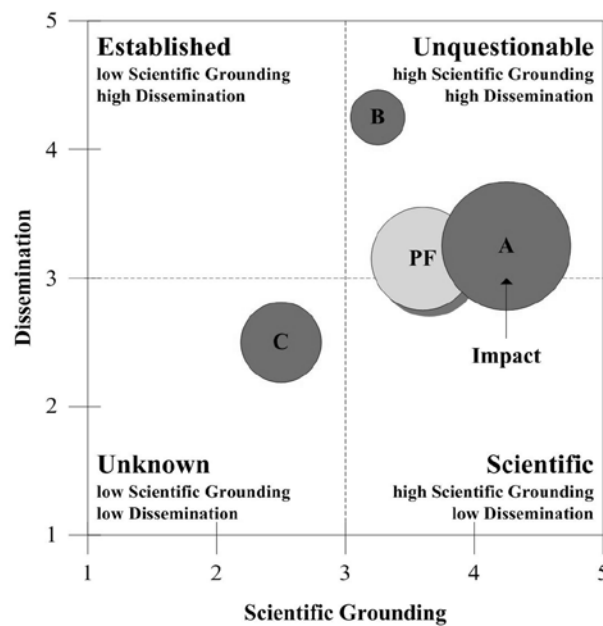 5
Established
low Scientific Grounding
high Dissemination
Unquestionable
high Scientific Grounding
high Dissemination
B
4
PF
A
3
Dissemination
C
Impact
2
Unknown
low Scientific Grounding
low Dissemination
Scientific
high Scientific Grounding
low Dissemination
1
1 2 3 4 5
Scientific Grounding